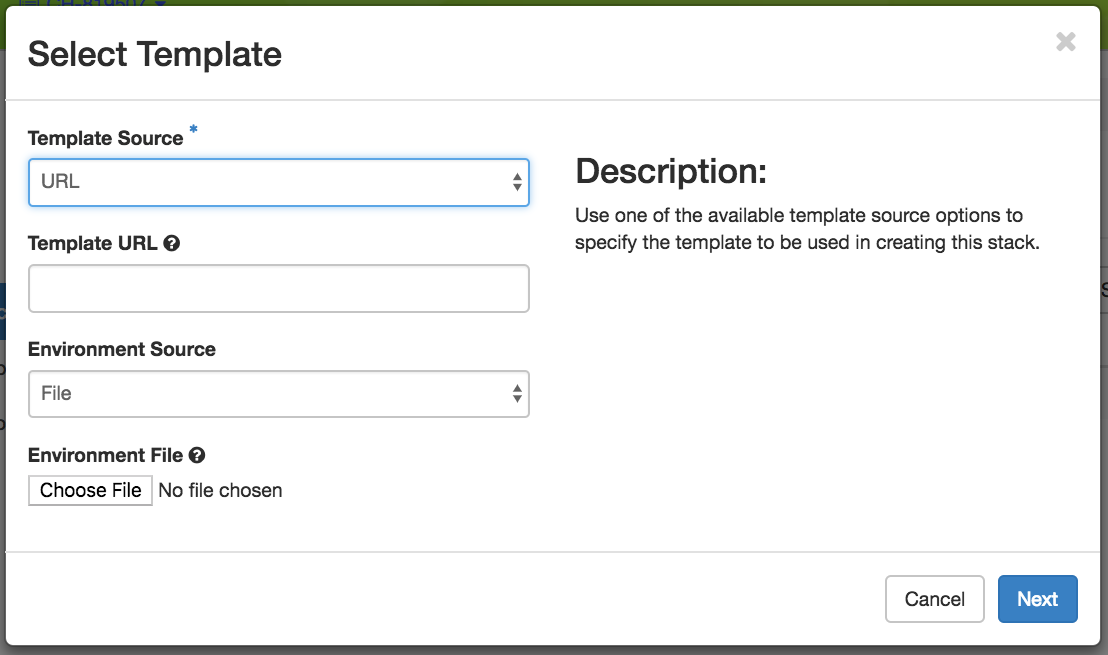 CH-819507
Select Template
×
Template Source *
URL
Template URL ?
Environment Source
File
Environment File ?
Choose File No file chosen
Description:
Use one of the available template source options to
specify the template to be used in creating this stack.
Cancel
Next